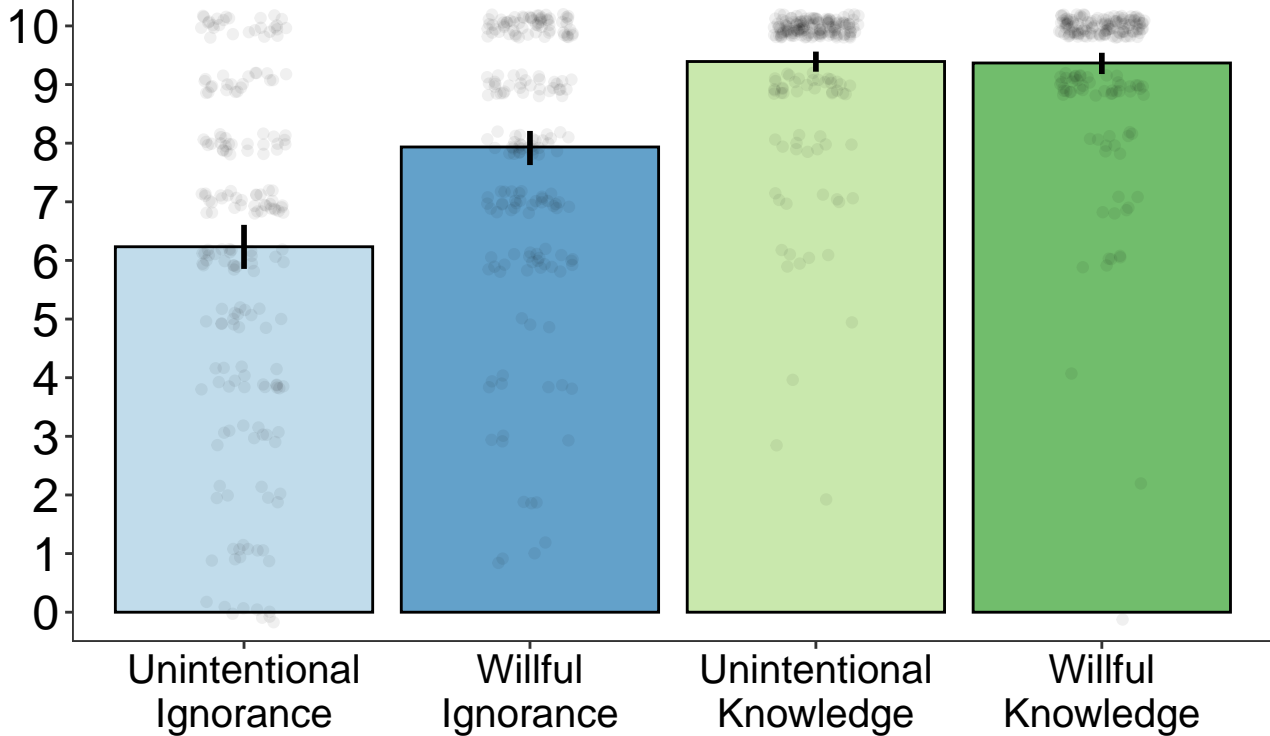 10
9
8
7
6
5
4
3
2
1
0
Unintentional
Ignorance
Willful
Ignorance
Unintentional
Knowledge
Willful
Knowledge